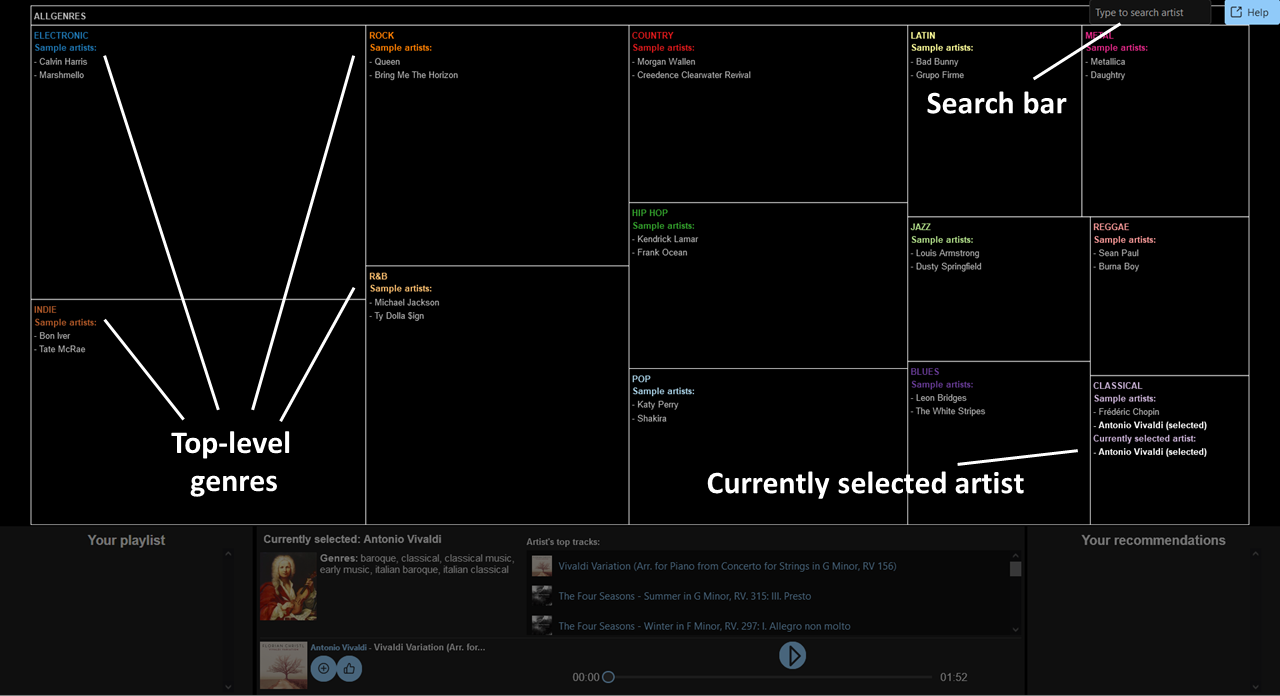 Type to search artist
Help
ALLGENRES
ELECTRONIC
Sample artists:
- Calvin Harris
- Marshmello
ROCK
Sample artists:
- Queen
- Bring Me The Horizon
COUNTRY
Sample artists:
- Morgan Wallen
- Creedence Clearwater Revival
LATIN
Sample artists:
- Bad Bunny
- Grupo Firme
METAL
Sample artists:
- Metallica
- Daughtry
Search bar
HIP HOP
Sample artists:
- Kendrick Lamar
- Frank Ocean
JAZZ
Sample artists:
- Louis Armstrong
- Dusty Springfield
REGGAE
Sample artists:
- Sean Paul
- Burna Boy
R&B
Sample artists:
- Michael Jackson
- Ty Dolla $ign
INDIE
Sample artists:
- Bon Iver
- Tate McRae
POP
Sample artists:
- Katy Perry
- Shakira
BLUES
Sample artists:
- Leon Bridges
- The White Stripes
CLASSICAL
Sample artists:
- Frédéric Chopin
- Antonio Vivaldi (selected)
Currently selected artist:
- Antonio Vivaldi (selected)
Top-level
genres
Currently selected artist
Your playlist
Currently selected: Antonio Vivaldi
Genres: baroque, classical, classical music,
early music, italian baroque, italian classical
Artist's top tracks:
Vivaldi Variation (Arr. for Piano from Concerto for Strings in G Minor, RV 156)
The Four Seasons - Summer in G Minor, RV. 315: III. Presto
The Four Seasons - Winter in F Minor, RV. 297: I. Allegro non molto
Your recommendations
Antonio Vivaldi - Vivaldi Variation (Arr. for...
00:00
01:52